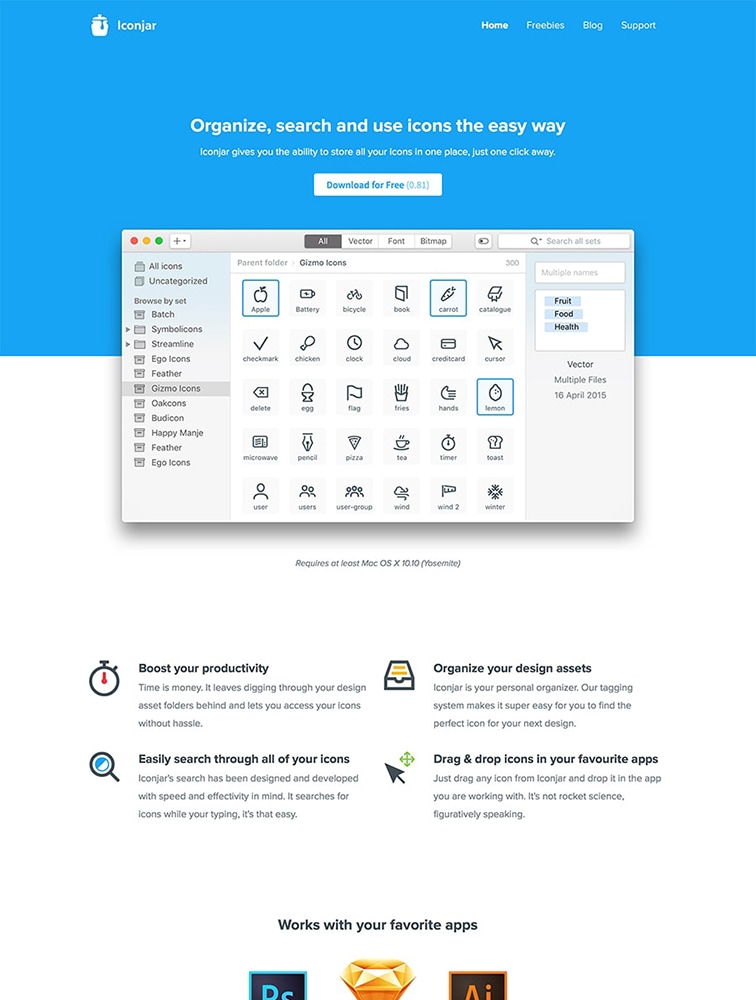 Iconjar
Home Freebies Blog Support
Organize, search and use icons the easy way
Iconjar gives you the ability to store all your icons in one place, just one click away.
Download for Free (0.81)
All Vector Font Bitmap
Search all sets
All icons
Uncategorized
Browse by set
Batch
Symbolicons
Streamline
Ego Icons
Feather
Gizmo Icons
Oakcons
Budicon
Happy Manje
Feather
Ego Icons
Parent folder › Gizmo Icons 300
Apple Battery bicycle book carrot catalogue
checkmark chicken clock cloud creditcard cursor
delete egg flag fries hands lemon
microwave pencil pizza tea timer toast
user users user-group wind wind 2 winter
Multiple names
Fruit
Food
Health
Vector
Multiple Files
16 April 2015
Requires at least Mac OS X 10.10 (Yosemite)
Boost your productivity
Time is money. It leaves digging through your design
asset folders behind and lets you access your icons
without hassle.
Organize your design assets
Iconjar is your personal organizer. Our tagging
system makes it super easy for you to find the
perfect icon for your next design.
Easily search through all of your icons
Iconjar's search has been designed and developed
with speed and effectivity in mind. It searches for
icons while your typing, it's that easy.
Drag & drop icons in your favourite apps
Just drag any icon from Iconjar and drop it in the app
you are working with. It's not rocket science,
figuratively speaking.
Works with your favorite apps
Ps Ai